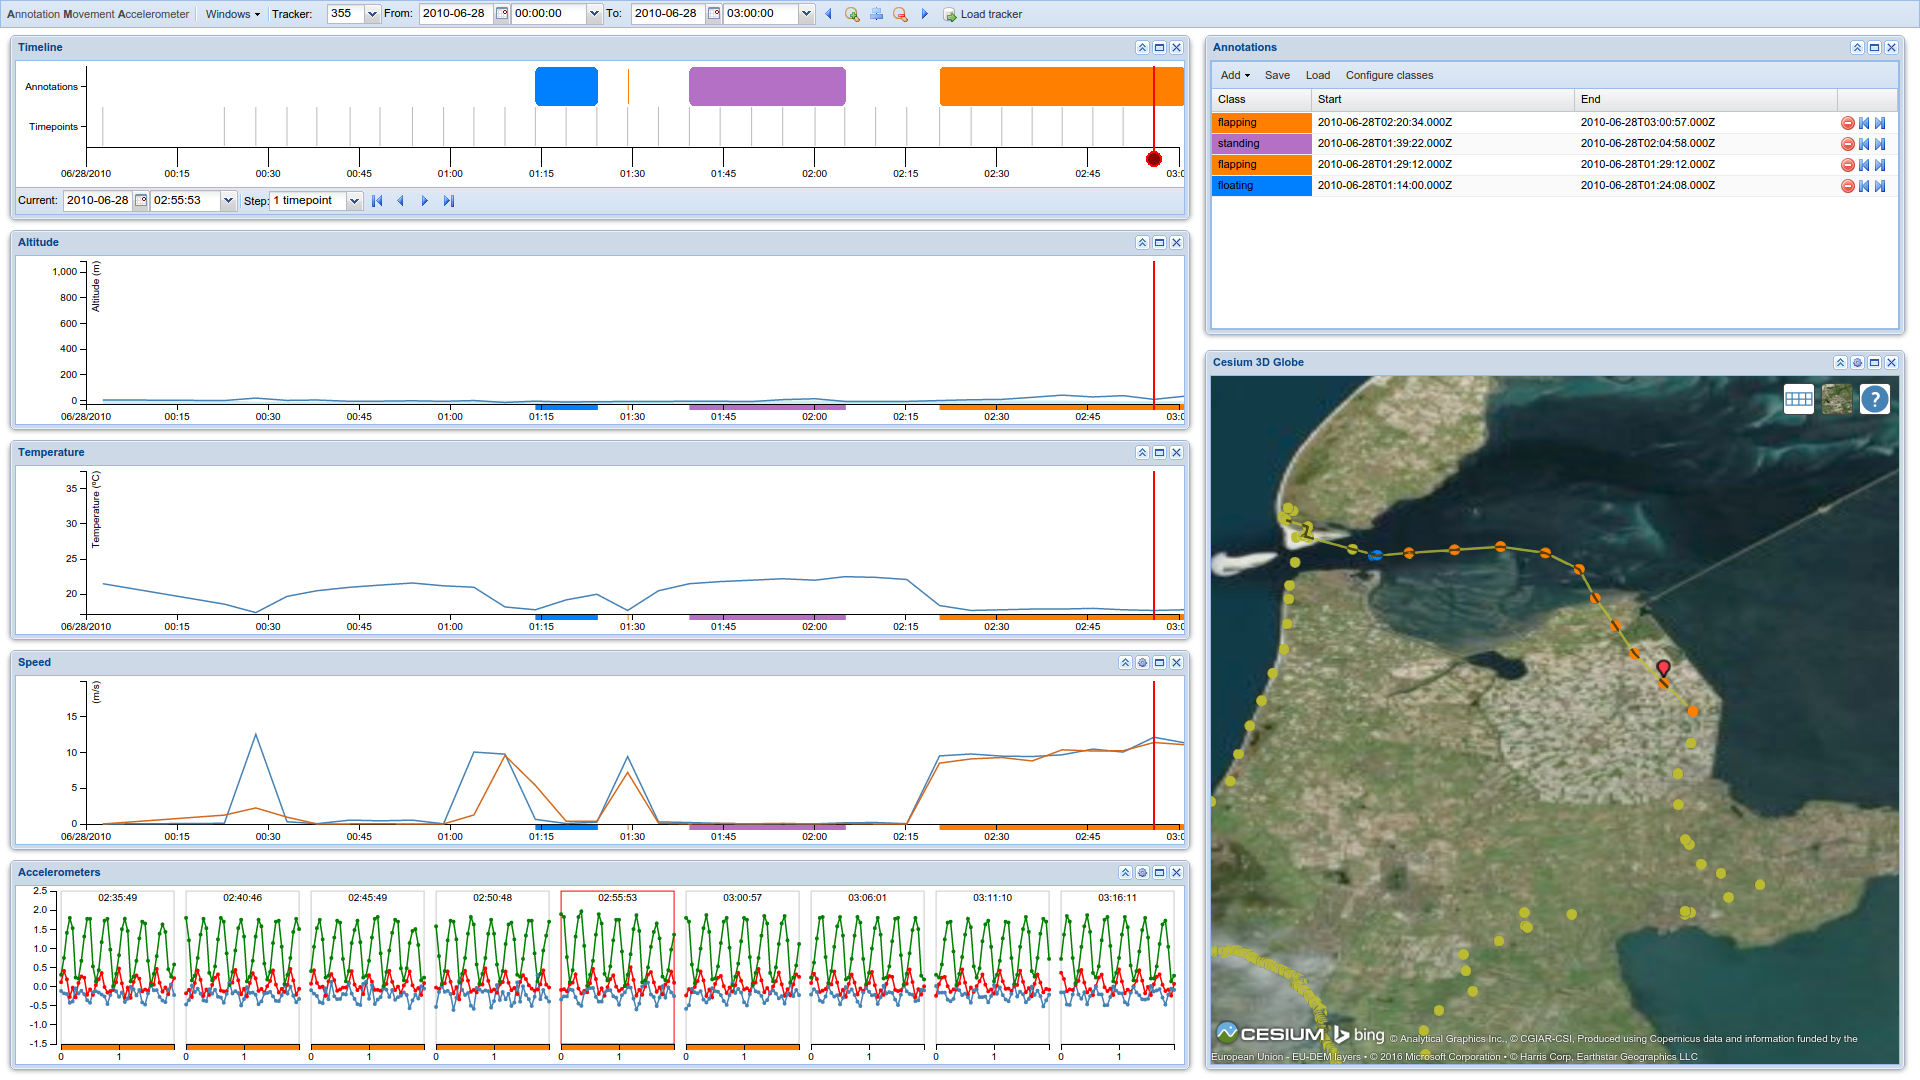 Annotation Movement Accelerometer Windows Tracker: 355 From: 2010-06-28 00:00:00 To: 2010-06-28 03:00:00 Load tracker
Timeline
Annotations
Timepoints
06/28/2010 00:15 00:30 00:45 01:00 01:15 01:30 01:45 02:00 02:15 02:30 02:45 03:0
Current: 2010-06-28 02:55:53 Step: 1 timepoint
Altitude
Altitude (m)
1,000
800
600
400
200
0
06/28/2010 00:15 00:30 00:45 01:00 01:15 01:30 01:45 02:00 02:15 02:30 02:45 03:0
Temperature
Temperature (°C)
35
30
25
20
06/28/2010 00:15 00:30 00:45 01:00 01:15 01:30 01:45 02:00 02:15 02:30 02:45 03:0
Speed
(m/s)
15
10
5
0
06/28/2010 00:15 00:30 00:45 01:00 01:15 01:30 01:45 02:00 02:15 02:30 02:45 03:0
Accelerometers
02:35:49 02:40:46 02:45:49 02:50:48 02:55:53 03:00:57 03:06:01 03:11:10 03:16:11
2.5
2.0
1.5
1.0
0.5
0.0
-0.5
-1.0
-1.5
0 1 0 1 0 1 0 1 0 1 0 1 0 1 0 1 0 1
Annotations
Add Save Load Configure classes
Class Start End
flapping 2010-06-28T02:20:34.000Z 2010-06-28T03:00:57.000Z
standing 2010-06-28T01:39:22.000Z 2010-06-28T02:04:58.000Z
flapping 2010-06-28T01:29:12.000Z 2010-06-28T01:29:12.000Z
floating 2010-06-28T01:14:00.000Z 2010-06-28T01:24:08.000Z
Cesium 3D Globe
?
CESIUM bing © Analytical Graphics Inc., © CGIAR-CSI, Produced using Copernicus data and information funded by the
European Union - EU-DEM layers • © 2016 Microsoft Corporation • © Harris Corp, Earthstar Geographics LLC